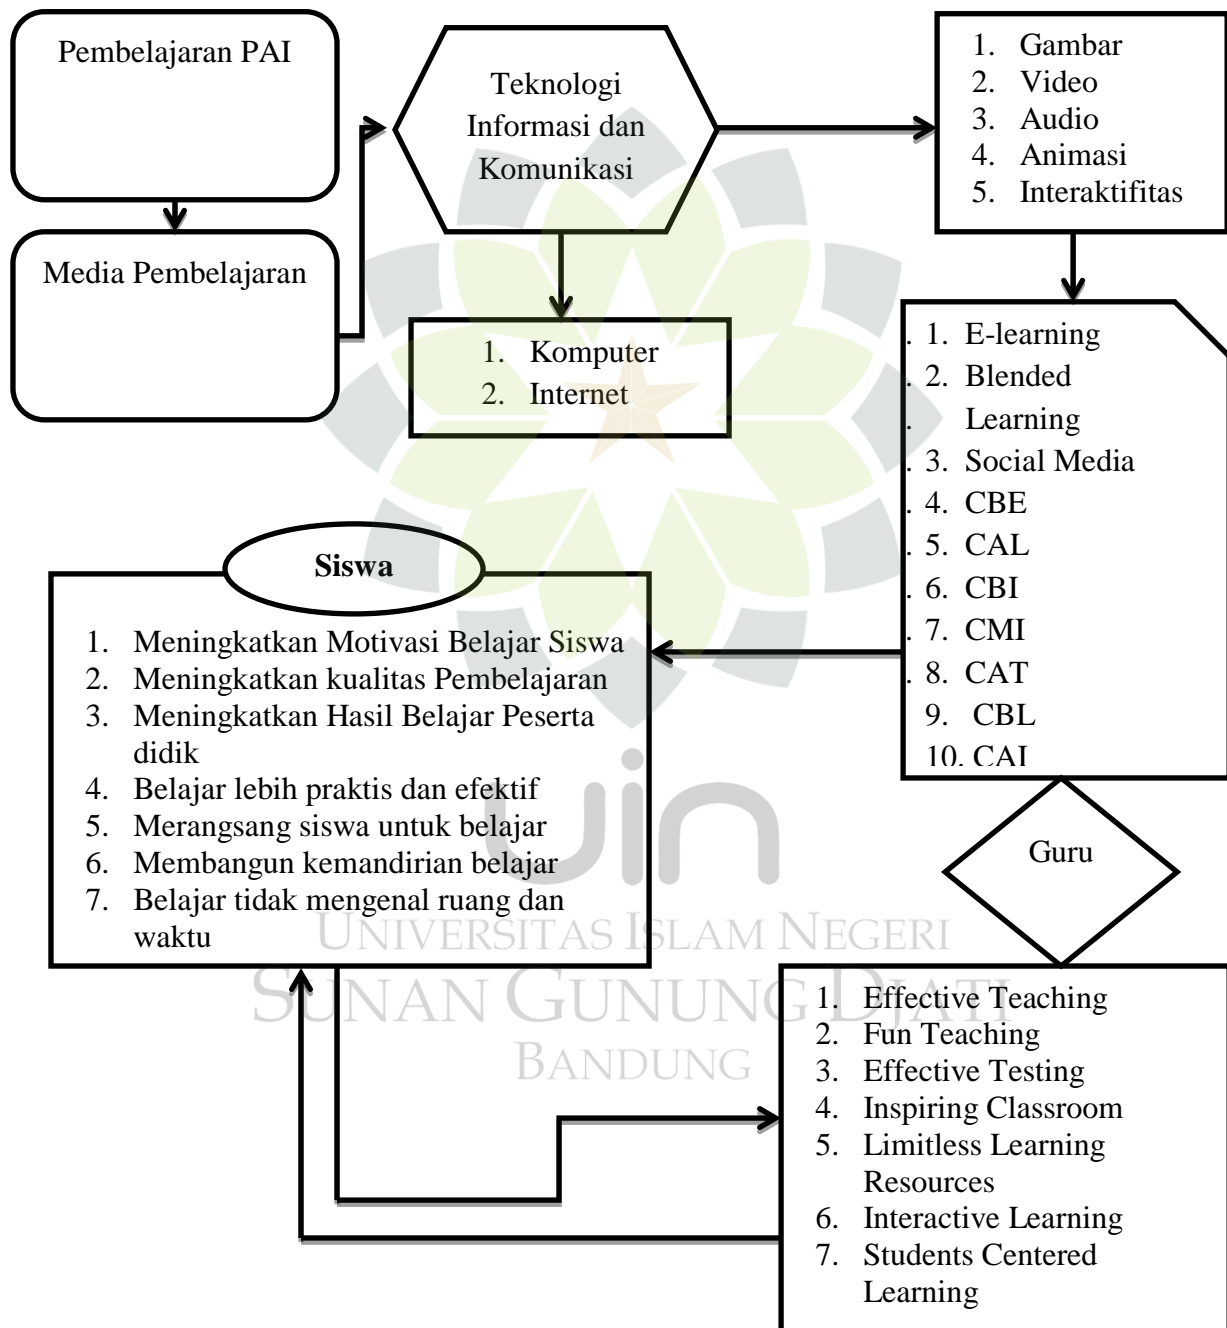 Pembelajaran PAI
Media Pembelajaran
Teknologi
Informasi dan
Komunikasi
1. Gambar
2. Video
3. Audio
4. Animasi
5. Interaktifitas
1. Komputer
2. Internet
. 1. E-learning
. 2. Blended
. Learning
. 3. Social Media
. 4. CBE
. 5. CAL
. 6. CBI
. 7. CMI
. 8. CAT
9. CBL
10. CAI
Siswa
1. Meningkatkan Motivasi Belajar Siswa
2. Meningkatkan kualitas Pembelajaran
3. Meningkatkan Hasil Belajar Peserta
didik
4. Belajar lebih praktis dan efektif
5. Merangsang siswa untuk belajar
6. Membangun kemandirian belajar
7. Belajar tidak mengenal ruang dan
waktu
Guru
1. Effective Teaching
2. Fun Teaching
3. Effective Testing
4. Inspiring Classroom
5. Limitless Learning
Resources
6. Interactive Learning
7. Students Centered
Learning
uin
UNIVERSITAS ISLAM NEGERI
SUNAN GUNUNG DJATI
BANDUNG